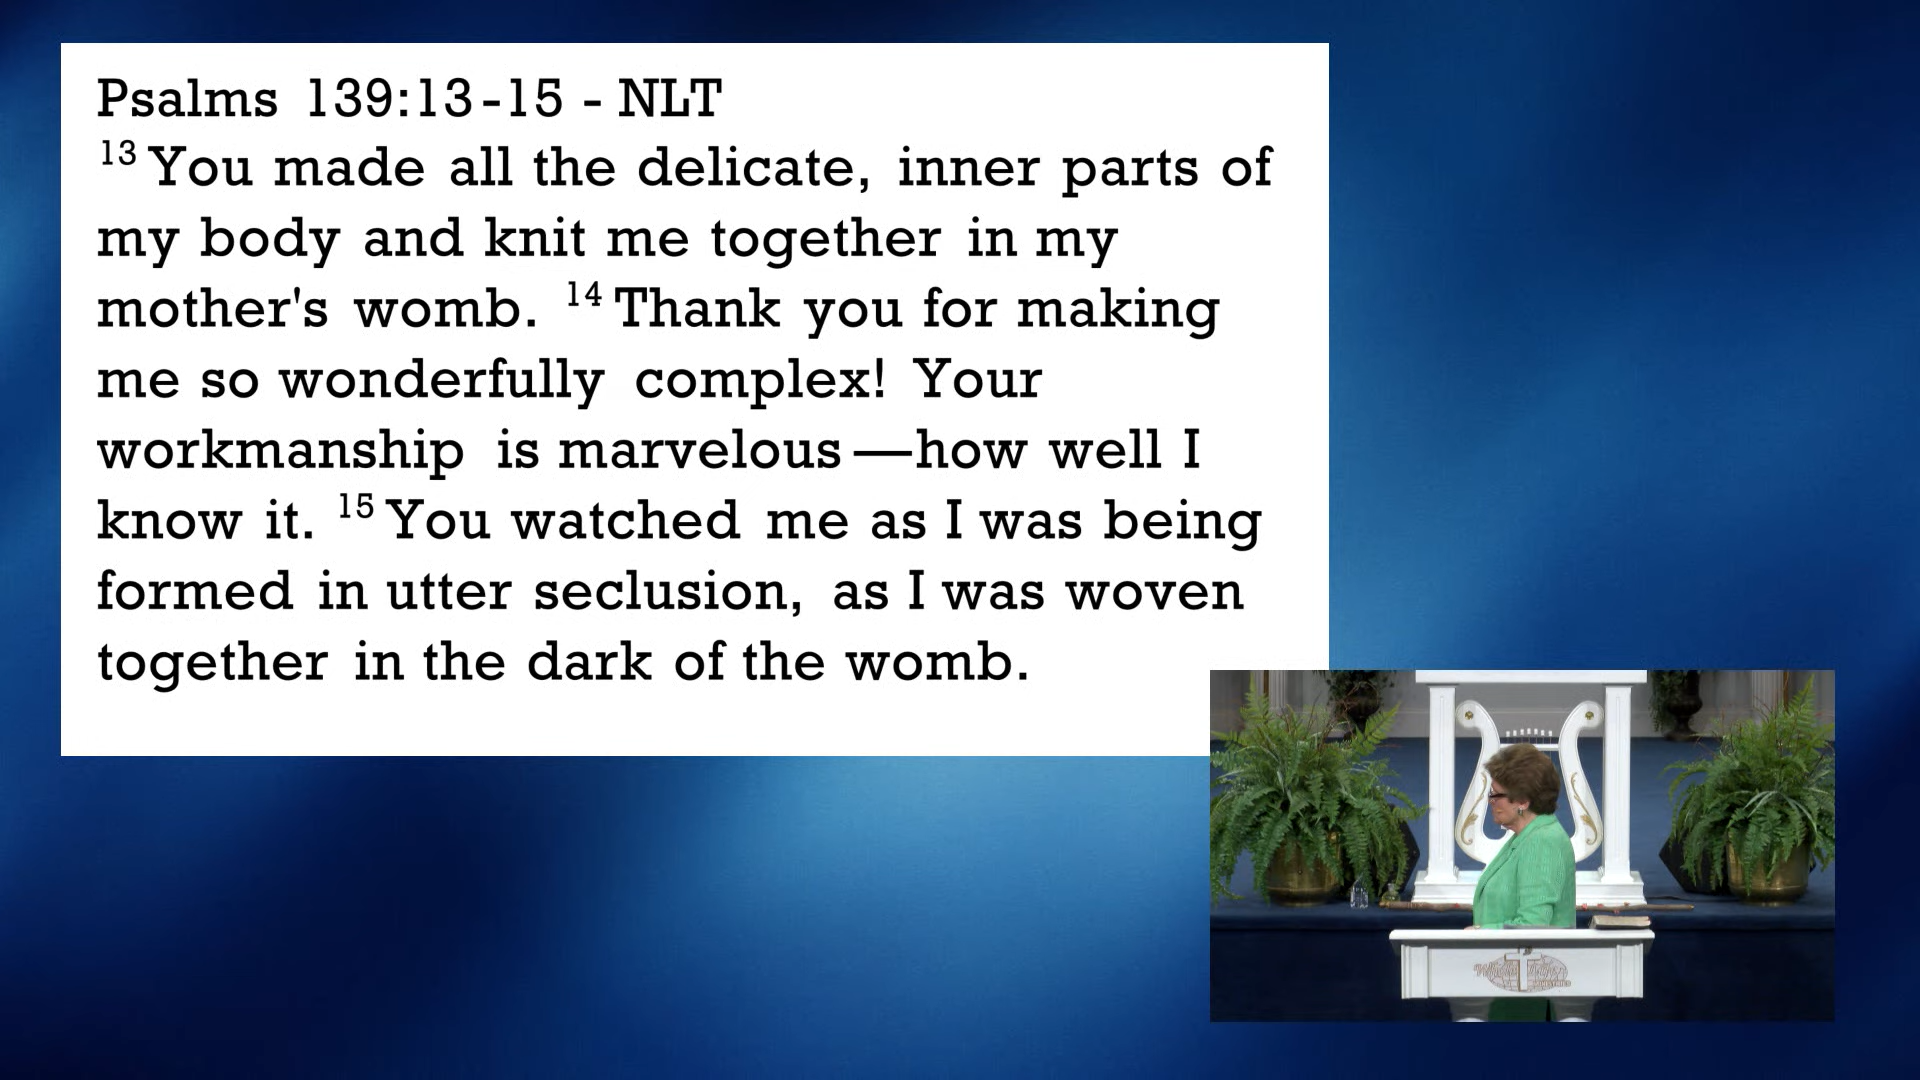 Psalms 139:13-15 - NLT
13 You made all the delicate, inner parts of
my body and knit me together in my
mother's womb. 14 Thank you for making
me so wonderfully complex! Your
workmanship is marvelous—how well I
know it. 15 You watched me as I was being
formed in utter seclusion, as I was woven
together in the dark of the womb.